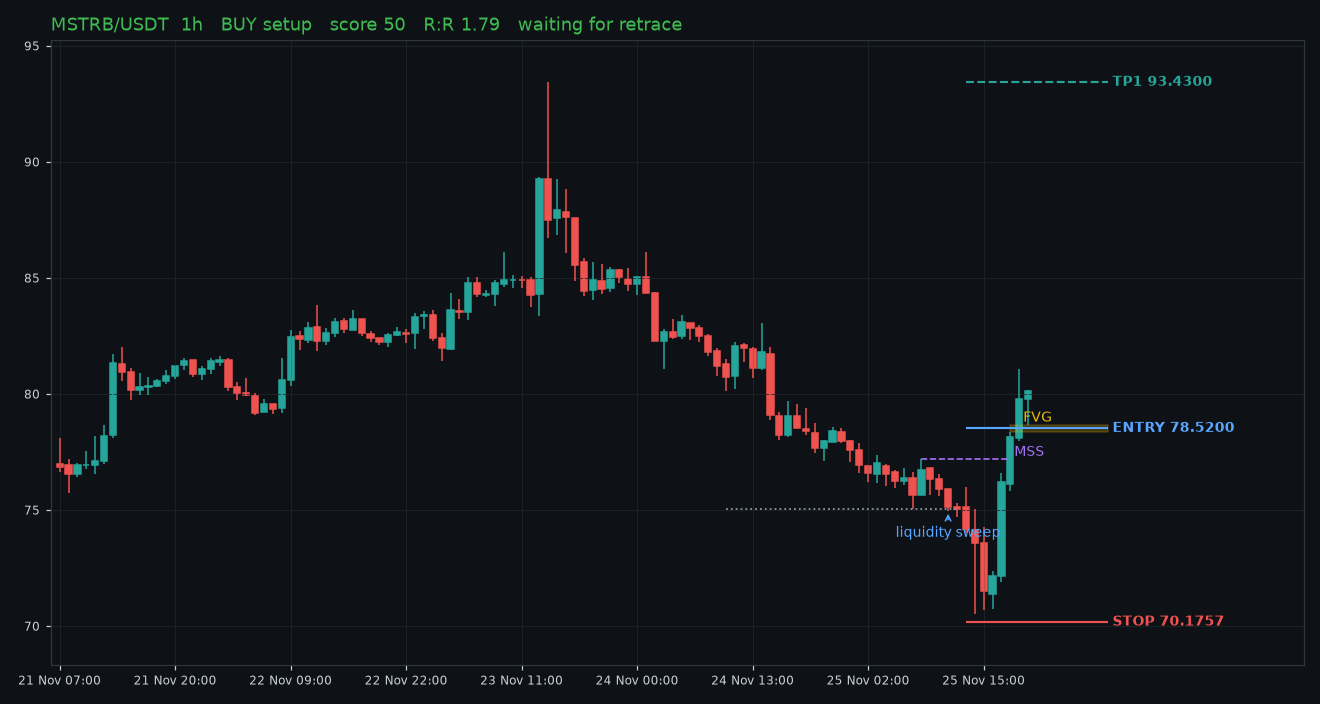 MSTRB/USDT 1h BUY setup score 50 R:R 1.79 waiting for retrace
95
TP1 93.4300
90
85
80
FVG
ENTRY 78.5200
MSS
75
liquidity sweep
STOP 70.1757
70
21 Nov 07:00 21 Nov 20:00 22 Nov 09:00 22 Nov 22:00 23 Nov 11:00 24 Nov 00:00 24 Nov 13:00 25 Nov 02:00 25 Nov 15:00